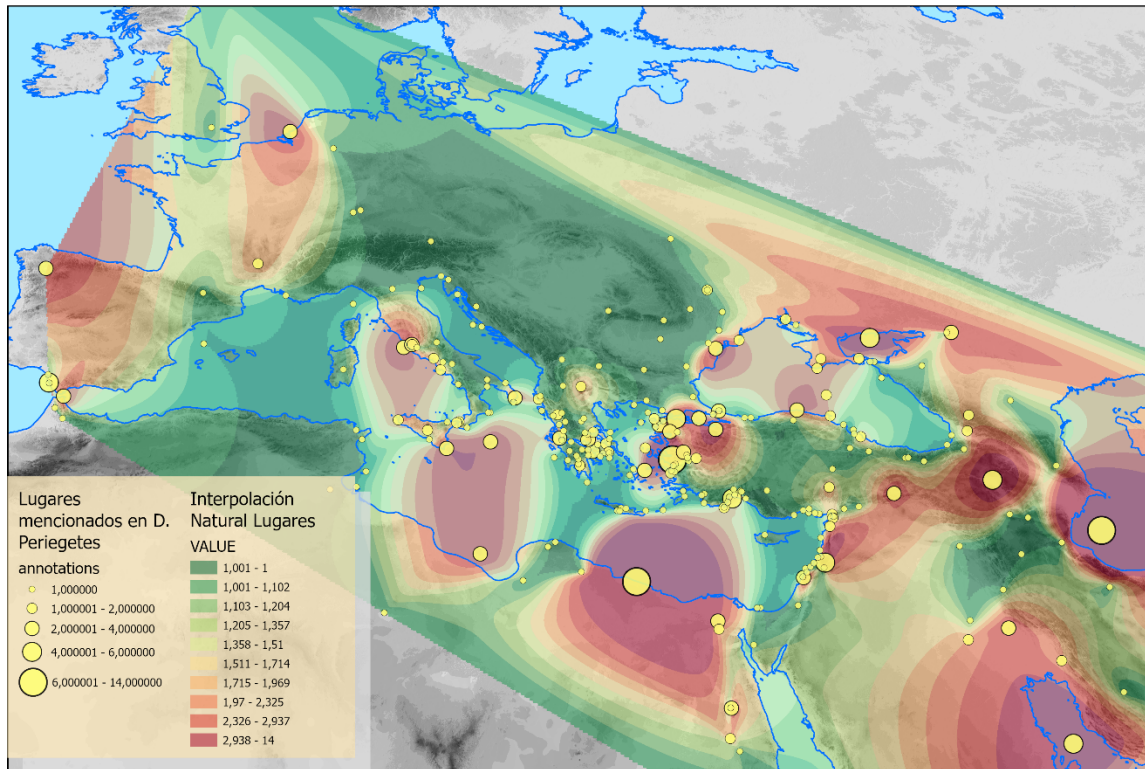 Lugares
mencionados en D.
Periegetes
annotations
1,000000
1,000001 - 2,000000
2,000001 - 4,000000
4,000001 - 6,000000
6,000001 - 14,000000
Interpolación
Natural Lugares
VALUE
1,001 - 1
1,001 - 1,102
1,103 - 1,204
1,205 - 1,357
1,358 - 1,51
1,511 - 1,714
1,715 - 1,969
1,97 - 2,325
2,326 - 2,937
2,938 - 14